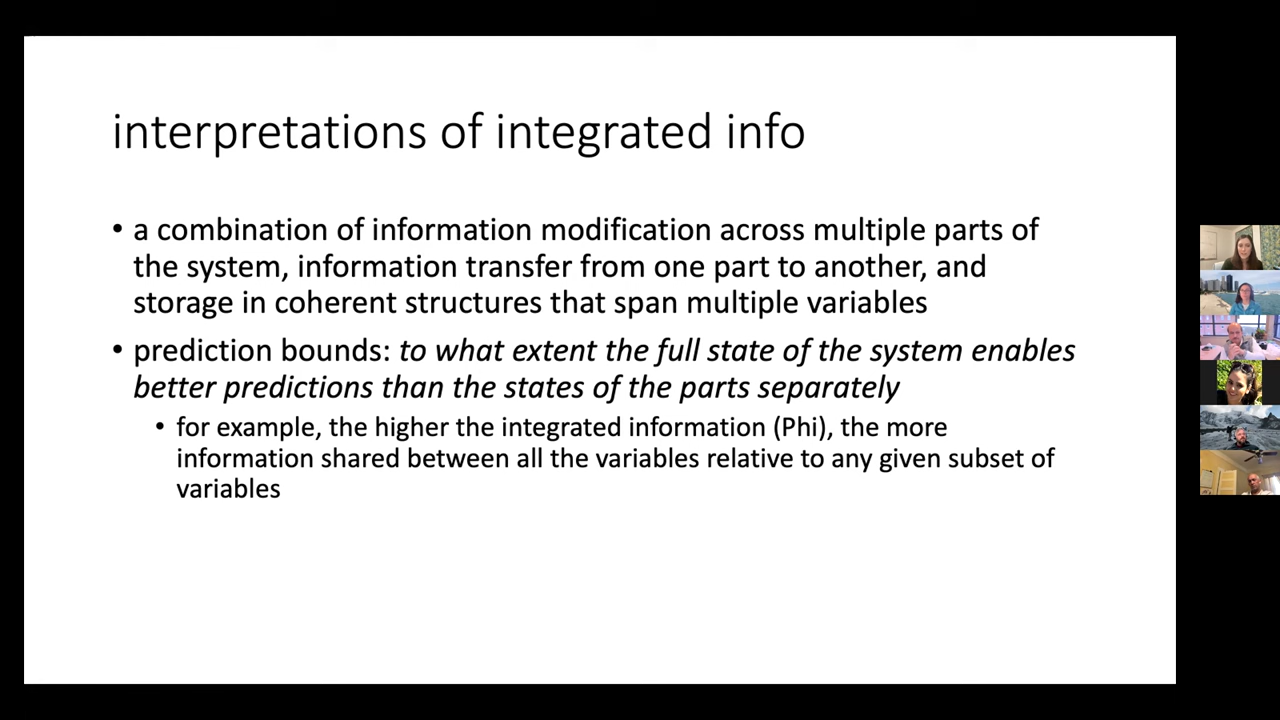 interpretations of integrated info
• a combination of information modification across multiple parts of
the system, information transfer from one part to another, and
storage in coherent structures that span multiple variables
• prediction bounds: to what extent the full state of the system enables
better predictions than the states of the parts separately
• for example, the higher the integrated information (Phi), the more
information shared between all the variables relative to any given subset of
variables